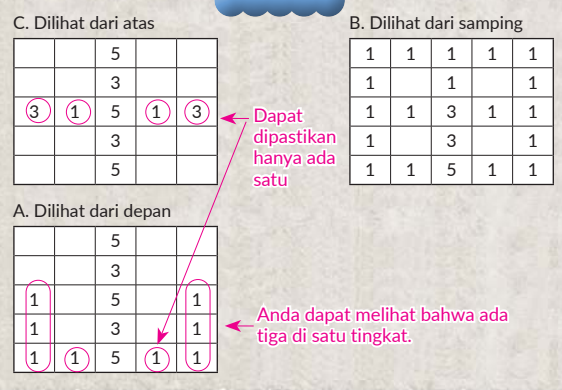 C. Dilihat dari atas
5
3
3 1 5 1 3
3
5
Dapat
dipastikan
hanya ada
satu
B. Dilihat dari samping
1 1 1 1 1
1 1 1
1 1 3 1 1
1 3 1
1 1 5 1 1
A. Dilihat dari depan
5
3
1 5 1
1 3 1
1 1 5 1 1
Anda dapat melihat bahwa ada
tiga di satu tingkat.